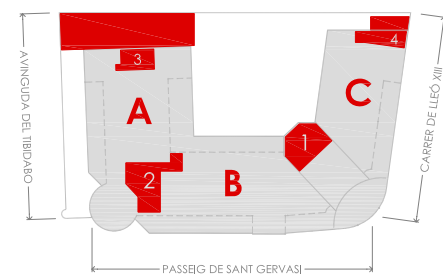 AVINGUDA DEL TIBIDABO
3
A
2
B
1
C
4
CARRER DE LLEÓ XIII
PASSEIG DE SANT GERVASI